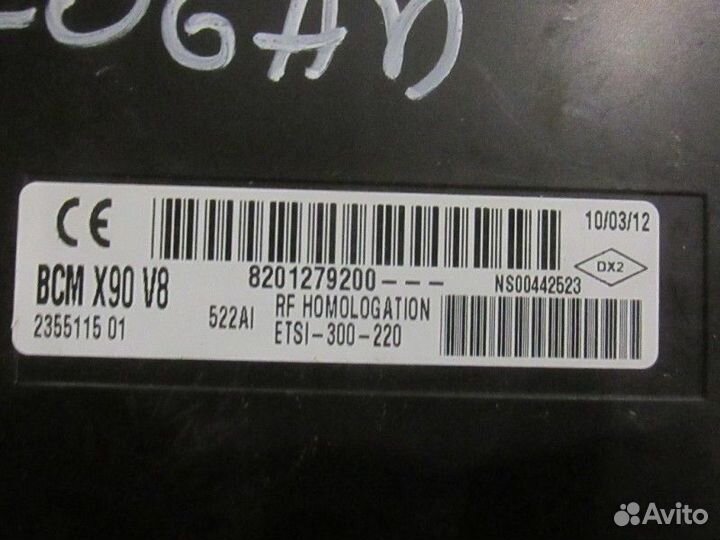 LOGAN
CE
10/03/12
8201279200---
NS00442523
DX2
BCM X90 V8
2355115 01
522AI
RF HOMOLOGATION
ETSI-300-220
Avito